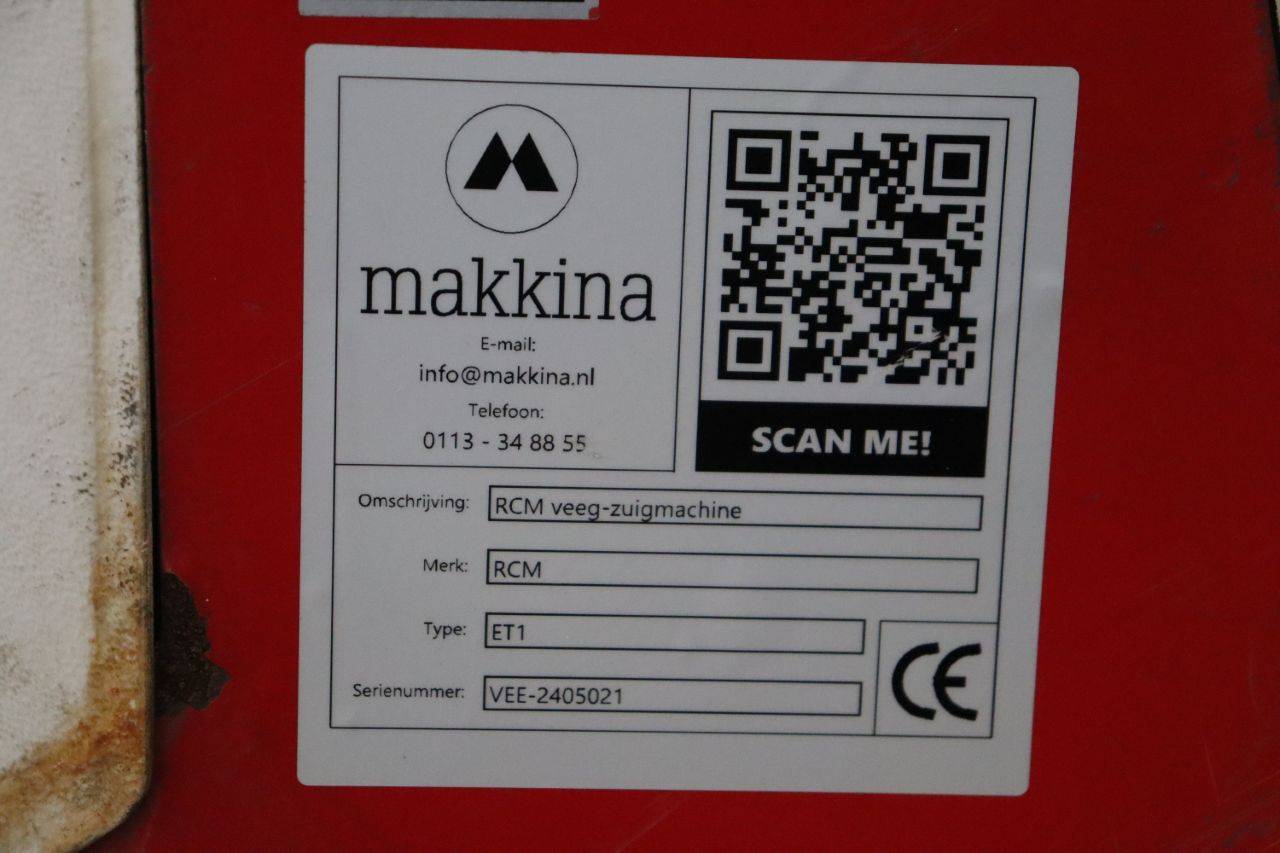 makkina
E-mail:
info@makkina.nl
Telefoon:
0113 - 34 88 55
SCAN ME!
Omschrijving: RCM veeg-zuigmachine
Merk: RCM
Type: ET1
Serienummer: VEE-2405021
CE